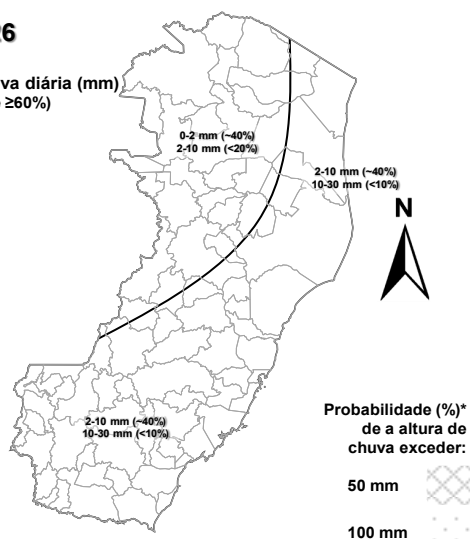 26
va diária (mm)
≥60%)
0-2 mm (~40%)
2-10 mm (<20%)
2-10 mm (~40%)
10-30 mm (<10%)
N
2-10 mm (~40%)
10-30 mm (<10%)
Probabilidade (%)*
de a altura de
chuva exceder:
50 mm
100 mm